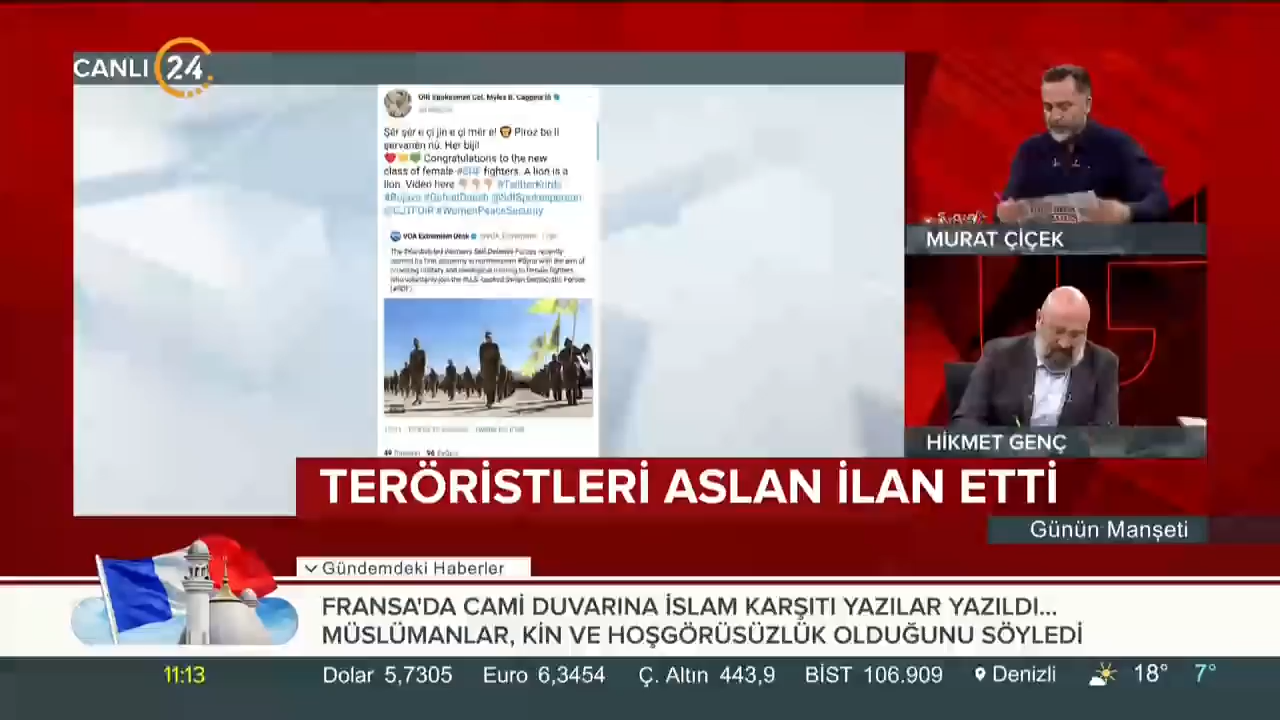 CANLI 24
OIR Spokesman Col. Myles B. Caggins III
Şêr şêr e çi jin e çi mêr e! Pîroz be li
şervanên nû. Her bijî!
Congratulations to the new
class of female fighters. A lion is a
lion. Video here #TwitterKurds
#Rojava #DefeatDaesh @SdfSpokesperson
@CJTFOIR #WomenPeaceSecurity
VOA Extremism Desk
MURAT ÇİÇEK
HİKMET GENÇ
TERÖRİSTLERİ ASLAN İLAN ETTİ
Günün Manşeti
Gündemdeki Haberler
FRANSA'DA CAMİ DUVARINA İSLAM KARŞITI YAZILAR YAZILDI...
MÜSLÜMANLAR, KİN VE HOŞGÖRÜSÜZLÜK OLDUĞUNU SÖYLEDİ
11:13 Dolar 5,7305 Euro 6,3454 Ç. Altın 443,9 BİST 106.909 Denizli 18° 7°